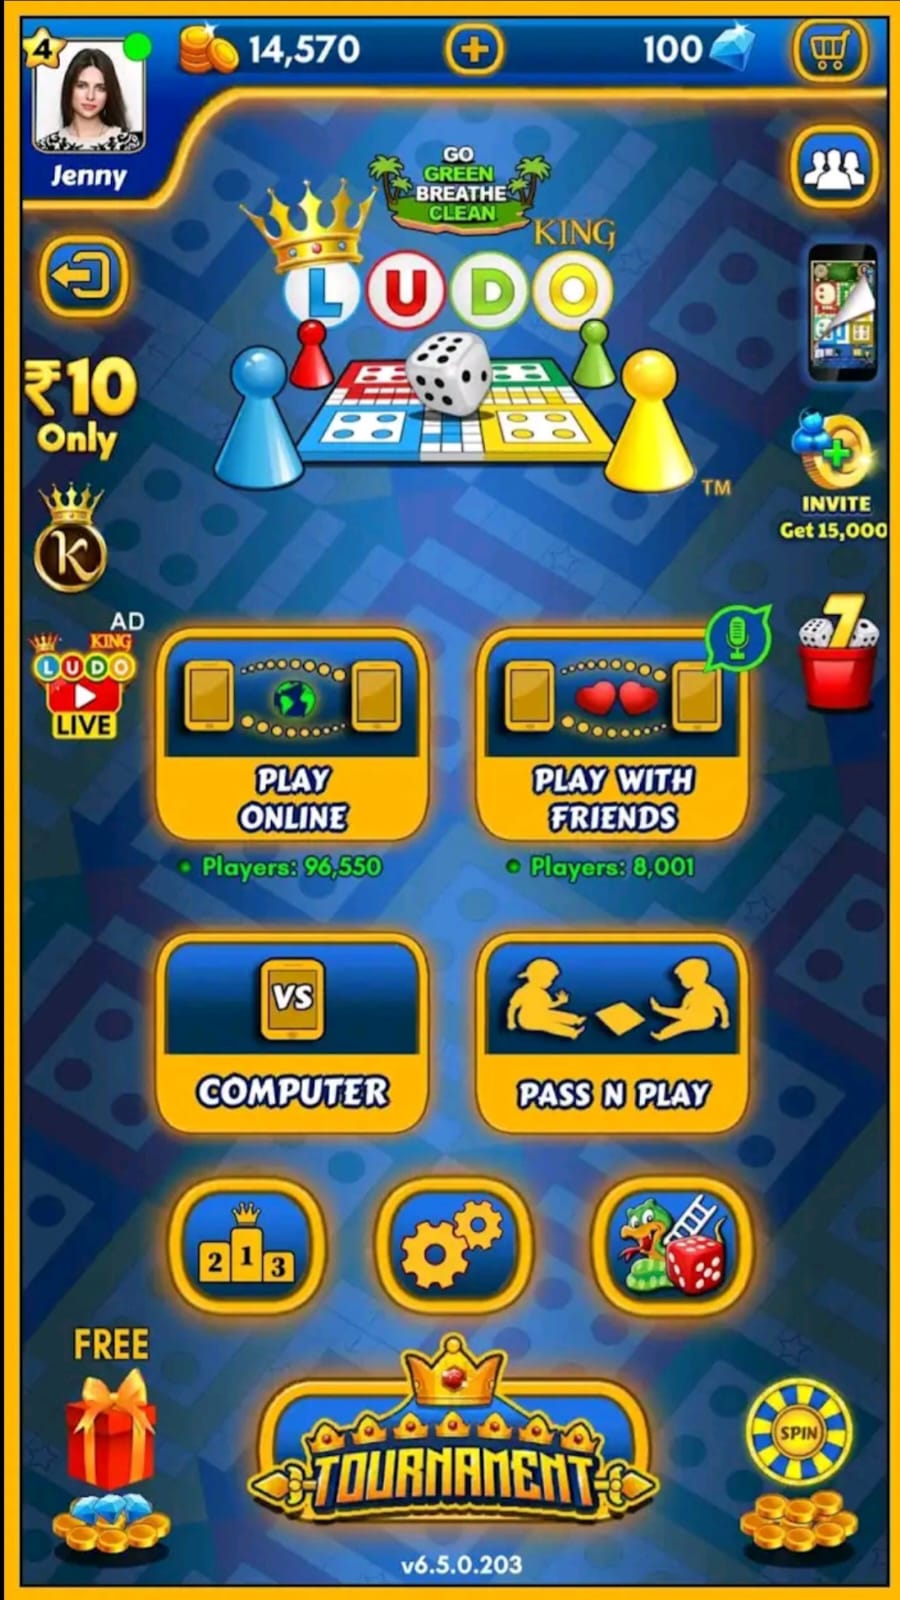 4
14,570
100
Jenny
GO
GREEN
BREATHE
CLEAN
KING
LUDO
TM
₹10
Only
K
INVITE
Get 15,000
AD
KING
LUDO
LIVE
7
PLAY
ONLINE
PLAY WITH
FRIENDS
Players: 96,550
Players: 8,001
VS
COMPUTER
PASS N PLAY
2 1 3
FREE
TOURNAMENT
SPIN
v6.5.0.203